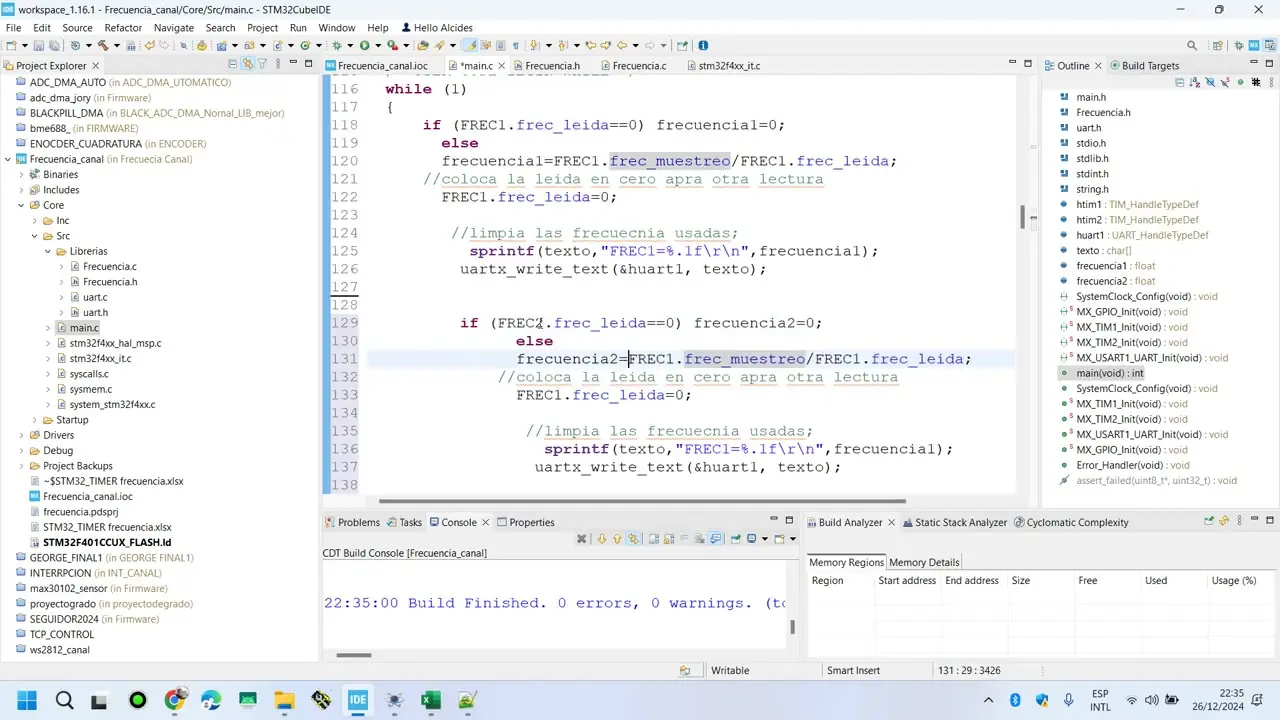 workspace_1.16.1 - Frecuencia_canal/Core/Src/main.c - STM32CubeIDE
File Edit Source Refactor Navigate Search Project Run Window Help Hello Alcides
Project Explorer
ADC_DMA_AUTO (in ADC_DMA_UTOMATICO)
adc_dma_jory (in Firmware)
BLACKPILL_DMA (in BLACK_ADC_DMA_Nornal_LIB_mejor)
bme688_ (in FIRMWARE)
ENOCDER_CUADRATURA (in ENCODER)
Frecuencia_canal (in Frecuecia Canal)
Binaries
Includes
Core
Inc
Src
Librerias
Frecuencia.c
Frecuencia.h
uart.c
uart.h
main.c
stm32f4xx_hal_msp.c
stm32f4xx_it.c
syscalls.c
sysmem.c
system_stm32f4xx.c
Startup
Drivers
Debug
Project Backups
~$STM32_TIMER frecuencia.xlsx
Frecuencia_canal.ioc
frecuencia.pdsprj
STM32_TIMER frecuencia.xlsx
STM32F401CCUX_FLASH.ld
GEORGE_FINAL1 (in GEORGE FINAL1)
INTERRPCION (in INT_CANAL)
max30102_sensor (in Firmware)
proyectogrado (in proyectodegrado)
SEGUIDOR2024 (in Firmware)
TCP_CONTROL
ws2812_canal
Frecuencia_canal.ioc *main.c Frecuencia.h Frecuencia.c stm32f4xx_it.c
116 while (1)
117 {
118 if (FREC1.frec_leida==0) frecuencia1=0;
119 else
120 frecuencia1=FREC1.frec_muestreo/FREC1.frec_leida;
121 //coloca la leida en cero apra otra lectura
122 FREC1.frec_leida=0;
123
124 //limpia las frecuecnia usadas;
125 sprintf(texto,"FREC1=%.1f\r\n",frecuencia1);
126 uartx_write_text(&huart1, texto);
127
128
129 if (FREC2.frec_leida==0) frecuencia2=0;
130 else
131 frecuencia2=FREC1.frec_muestreo/FREC1.frec_leida;
132 //coloca la leida en cero apra otra lectura
133 FREC1.frec_leida=0;
134
135 //limpia las frecuecnia usadas;
136 sprintf(texto,"FREC1=%.1f\r\n",frecuencia1);
137 uartx_write_text(&huart1, texto);
138
Outline Build Targets
main.h
Frecuencia.h
uart.h
stdio.h
stdlib.h
stdint.h
string.h
htim1 : TIM_HandleTypeDef
htim2 : TIM_HandleTypeDef
huart1 : UART_HandleTypeDef
texto : char[]
frecuencia1 : float
frecuencia2 : float
SystemClock_Config(void) : void
MX_GPIO_Init(void) : void
MX_TIM1_Init(void) : void
MX_TIM2_Init(void) : void
MX_USART1_UART_Init(void) : void
main(void) : int
SystemClock_Config(void) : void
MX_TIM1_Init(void) : void
MX_TIM2_Init(void) : void
MX_USART1_UART_Init(void) : void
MX_GPIO_Init(void) : void
Error_Handler(void) : void
assert_failed(uint8_t*, uint32_t) : void
Problems Tasks Console Properties
CDT Build Console [Frecuencia_canal]
22:35:00 Build Finished. 0 errors, 0 warnings. (to
Build Analyzer Static Stack Analyzer Cyclomatic Complexity
Memory Regions Memory Details
Region Start address End address Size Free Used Usage (%)
Writable Smart Insert 131 : 29 : 3426
IDE
ESP
INTL
22:35
26/12/2024